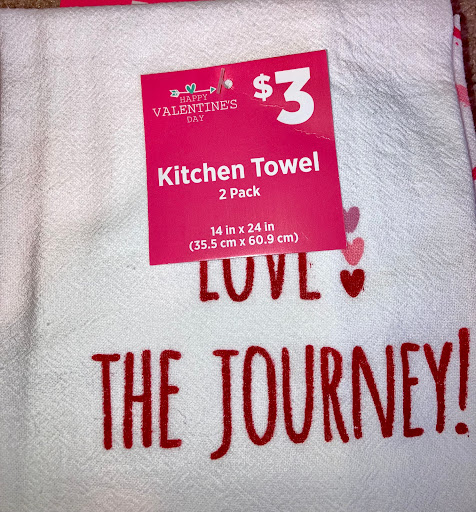 HAPPY
VALENTINE'S
DAY
$3
Kitchen Towel
2 Pack
14 in x 24 in
(35.5 cm x 60.9 cm)
LOVE
THE JOURNEY!